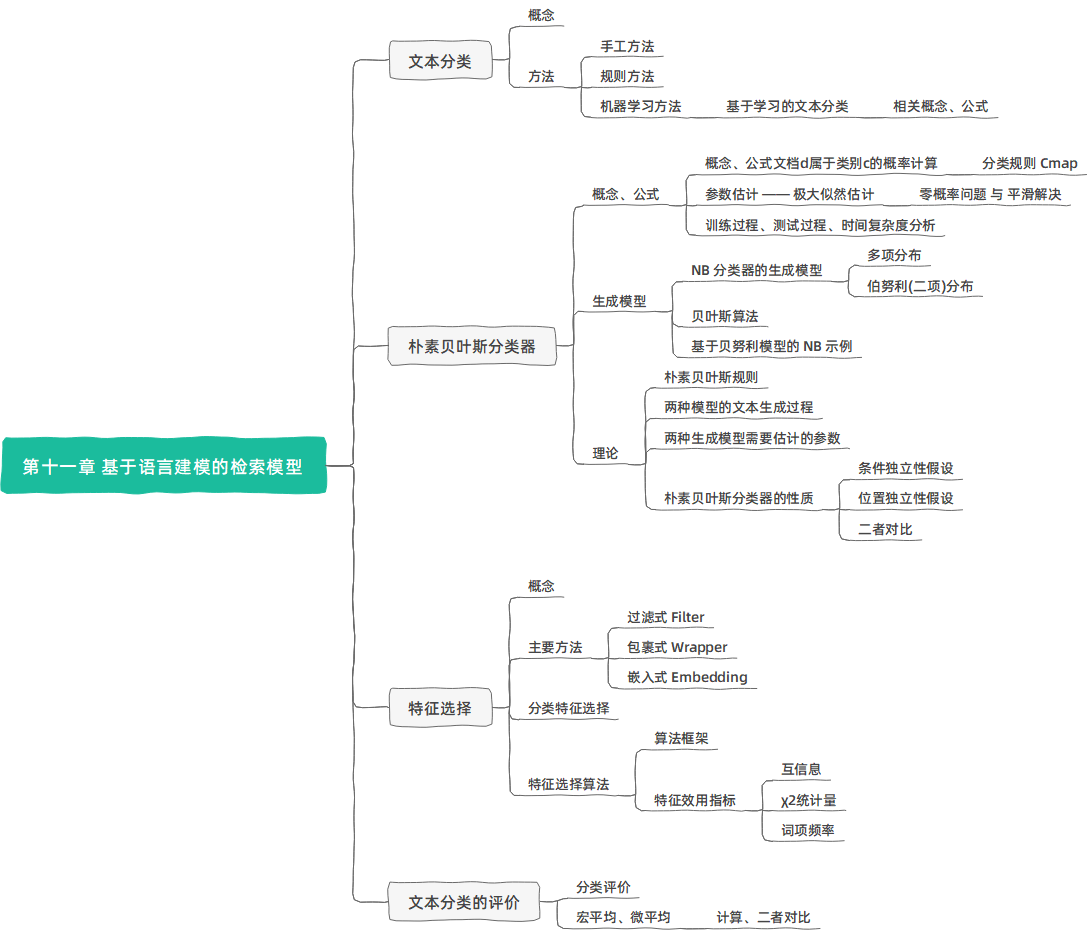 第十一章 基于语言建模的检索模型
文本分类
概念
方法
手工方法
规则方法
机器学习方法
基于学习的文本分类
相关概念、公式
朴素贝叶斯分类器
概念、公式
概念、公式文档d属于类别c的概率计算
分类规则 Cmap
参数估计 —— 极大似然估计
零概率问题 与 平滑解决
训练过程、测试过程、时间复杂度分析
生成模型
NB 分类器的生成模型
多项分布
伯努利(二项)分布
贝叶斯算法
基于贝努利模型的 NB 示例
理论
朴素贝叶斯规则
两种模型的文本生成过程
两种生成模型需要估计的参数
朴素贝叶斯分类器的性质
条件独立性假设
位置独立性假设
二者对比
特征选择
概念
主要方法
过滤式 Filter
包裹式 Wrapper
嵌入式 Embedding
分类特征选择
特征选择算法
算法框架
特征效用指标
互信息
χ2统计量
词项频率
文本分类的评价
分类评价
宏平均、微平均
计算、二者对比